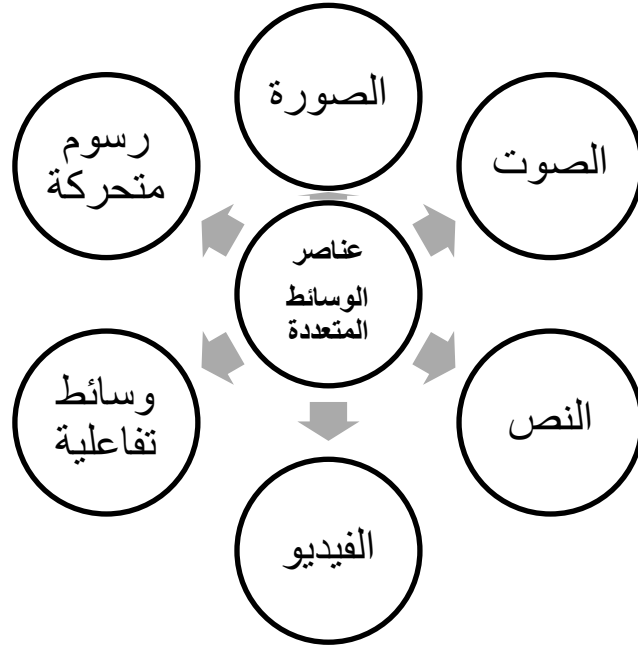 الصورة
الصوت
رسوم
متحركة
عناصر
الوسائط
المتعددة
النص
وسائط
تفاعلية
الفيديو